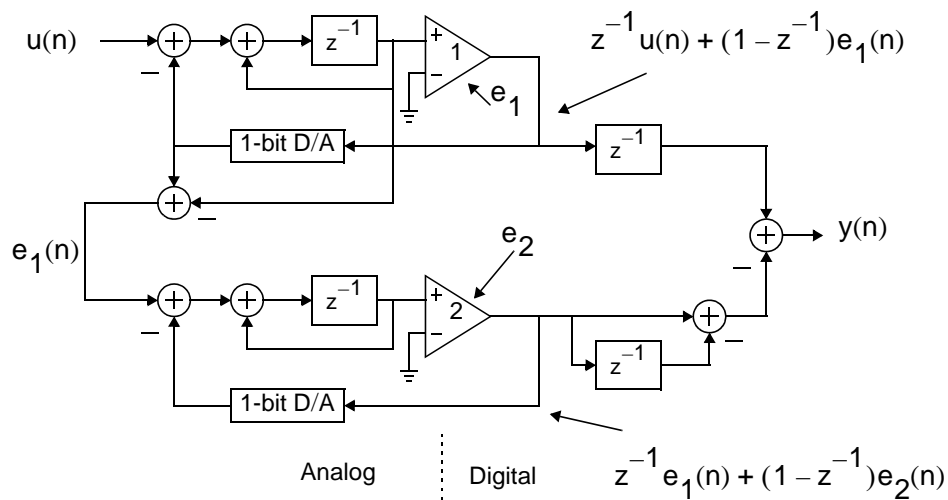 u(n)
z⁻¹
1
e₁
z⁻¹u(n) + (1 – z⁻¹)e₁(n)
1-bit D/A
z⁻¹
e₁(n)
y(n)
e₂
z⁻¹
2
z⁻¹
1-bit D/A
Analog
Digital
z⁻¹e₁(n) + (1 – z⁻¹)e₂(n)